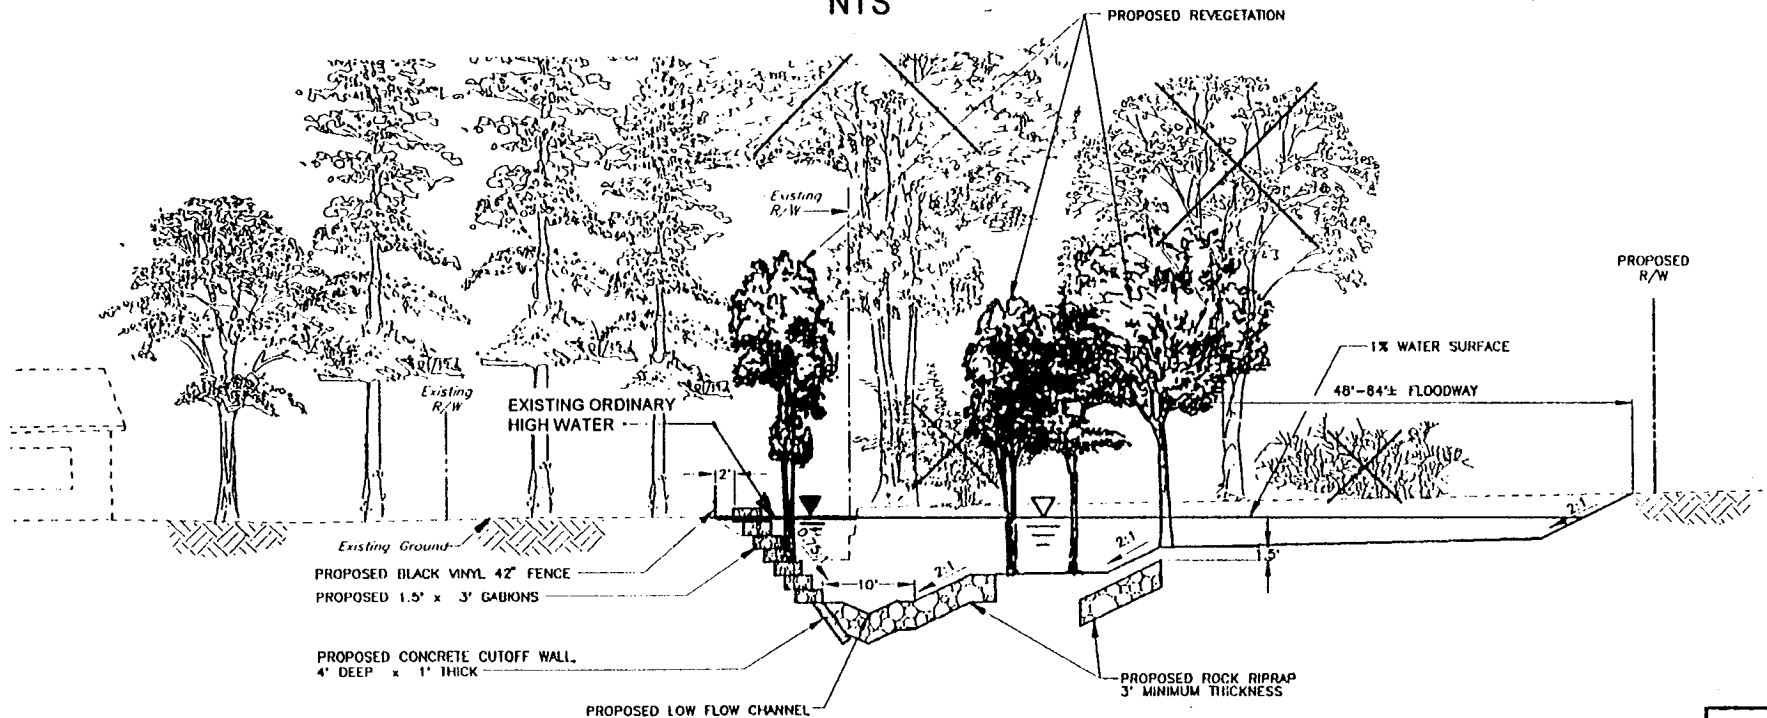 NTS
PROPOSED REVEGETATION
Existing
R/W
PROPOSED
R/W
1% WATER SURFACE
48'-84'± FLOODWAY
Existing
R/W
EXISTING ORDINARY
HIGH WATER
2'
2:1
Existing Ground
2:1
1.5'
PROPOSED BLACK VINYL 42" FENCE
10'
2:1
PROPOSED 1.5' x 3' GABIONS
PROPOSED CONCRETE CUTOFF WALL,
4' DEEP x 1' THICK
PROPOSED ROCK RIPRAP
3' MINIMUM THICKNESS
PROPOSED LOW FLOW CHANNEL